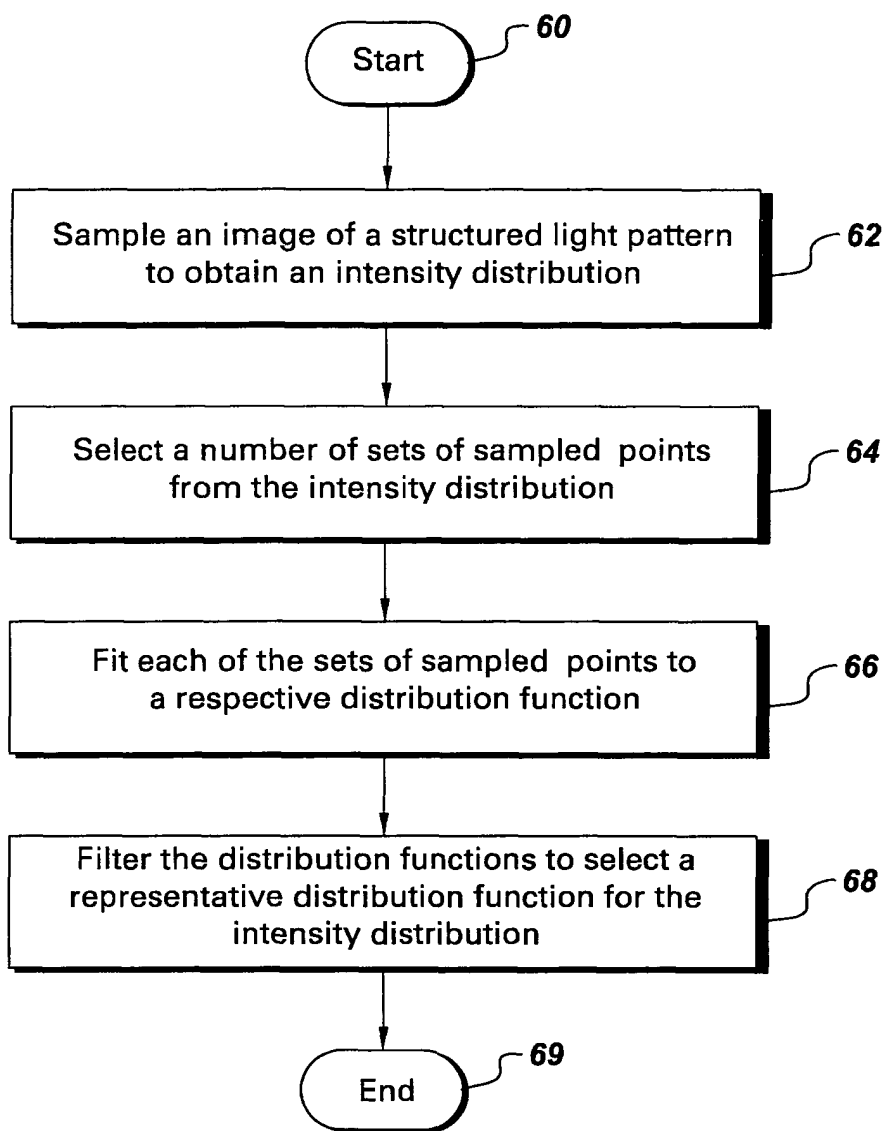 Start
60
Sample an image of a structured light pattern
to obtain an intensity distribution
62
Select a number of sets of sampled points
from the intensity distribution
64
Fit each of the sets of sampled points to
a respective distribution function
66
Filter the distribution functions to select a
representative distribution function for the
intensity distribution
68
End
69